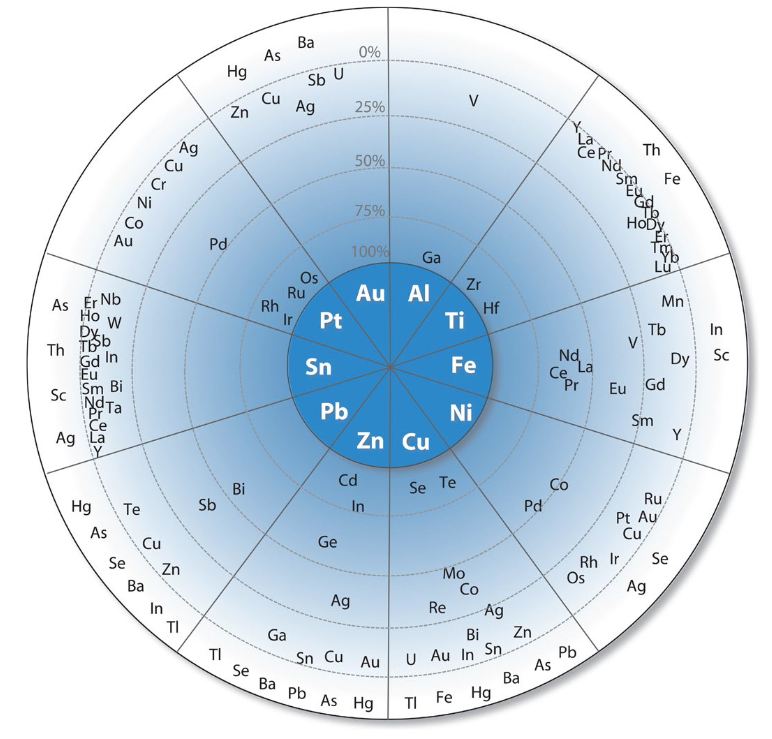 0%
25%
50%
75%
100%
Au
Al
Ti
Fe
Ni
Cu
Zn
Pb
Sn
Pt
Ba
As
Hg
Sb
U
Cu
Ag
Zn
V
Ga
Y
La
Ce
Pr
Nd
Sm
Eu
Gd
Tb
Ho
Dy
Er
Tm
Yb
Lu
Th
Fe
Zr
Hf
Mn
In
Sc
Tb
V
Dy
Nd
La
Ce
Pr
Eu
Gd
Sm
Y
Co
Pd
Ru
Pt
Au
Cu
Rh
Ir
Os
Se
Ag
Te
Se
Mo
Co
Re
Ag
Bi
Zn
U
Au
In
Sn
Pb
As
Ba
Hg
Fe
Tl
Cd
In
Ge
Ag
Ga
Sn
Cu
Au
Tl
Se
Ba
Pb
As
Hg
Bi
Sb
Te
Cu
Zn
Hg
As
Se
Ba
In
Tl
As
Th
Sc
Ag
Er
Nb
Ho
W
Dy
Sb
Tb
In
Gd
Eu
Sm
Bi
Nd
Ta
Pr
Ce
La
Y
Ag
Cu
Cr
Ni
Co
Au
Pd
Os
Ru
Rh
Ir